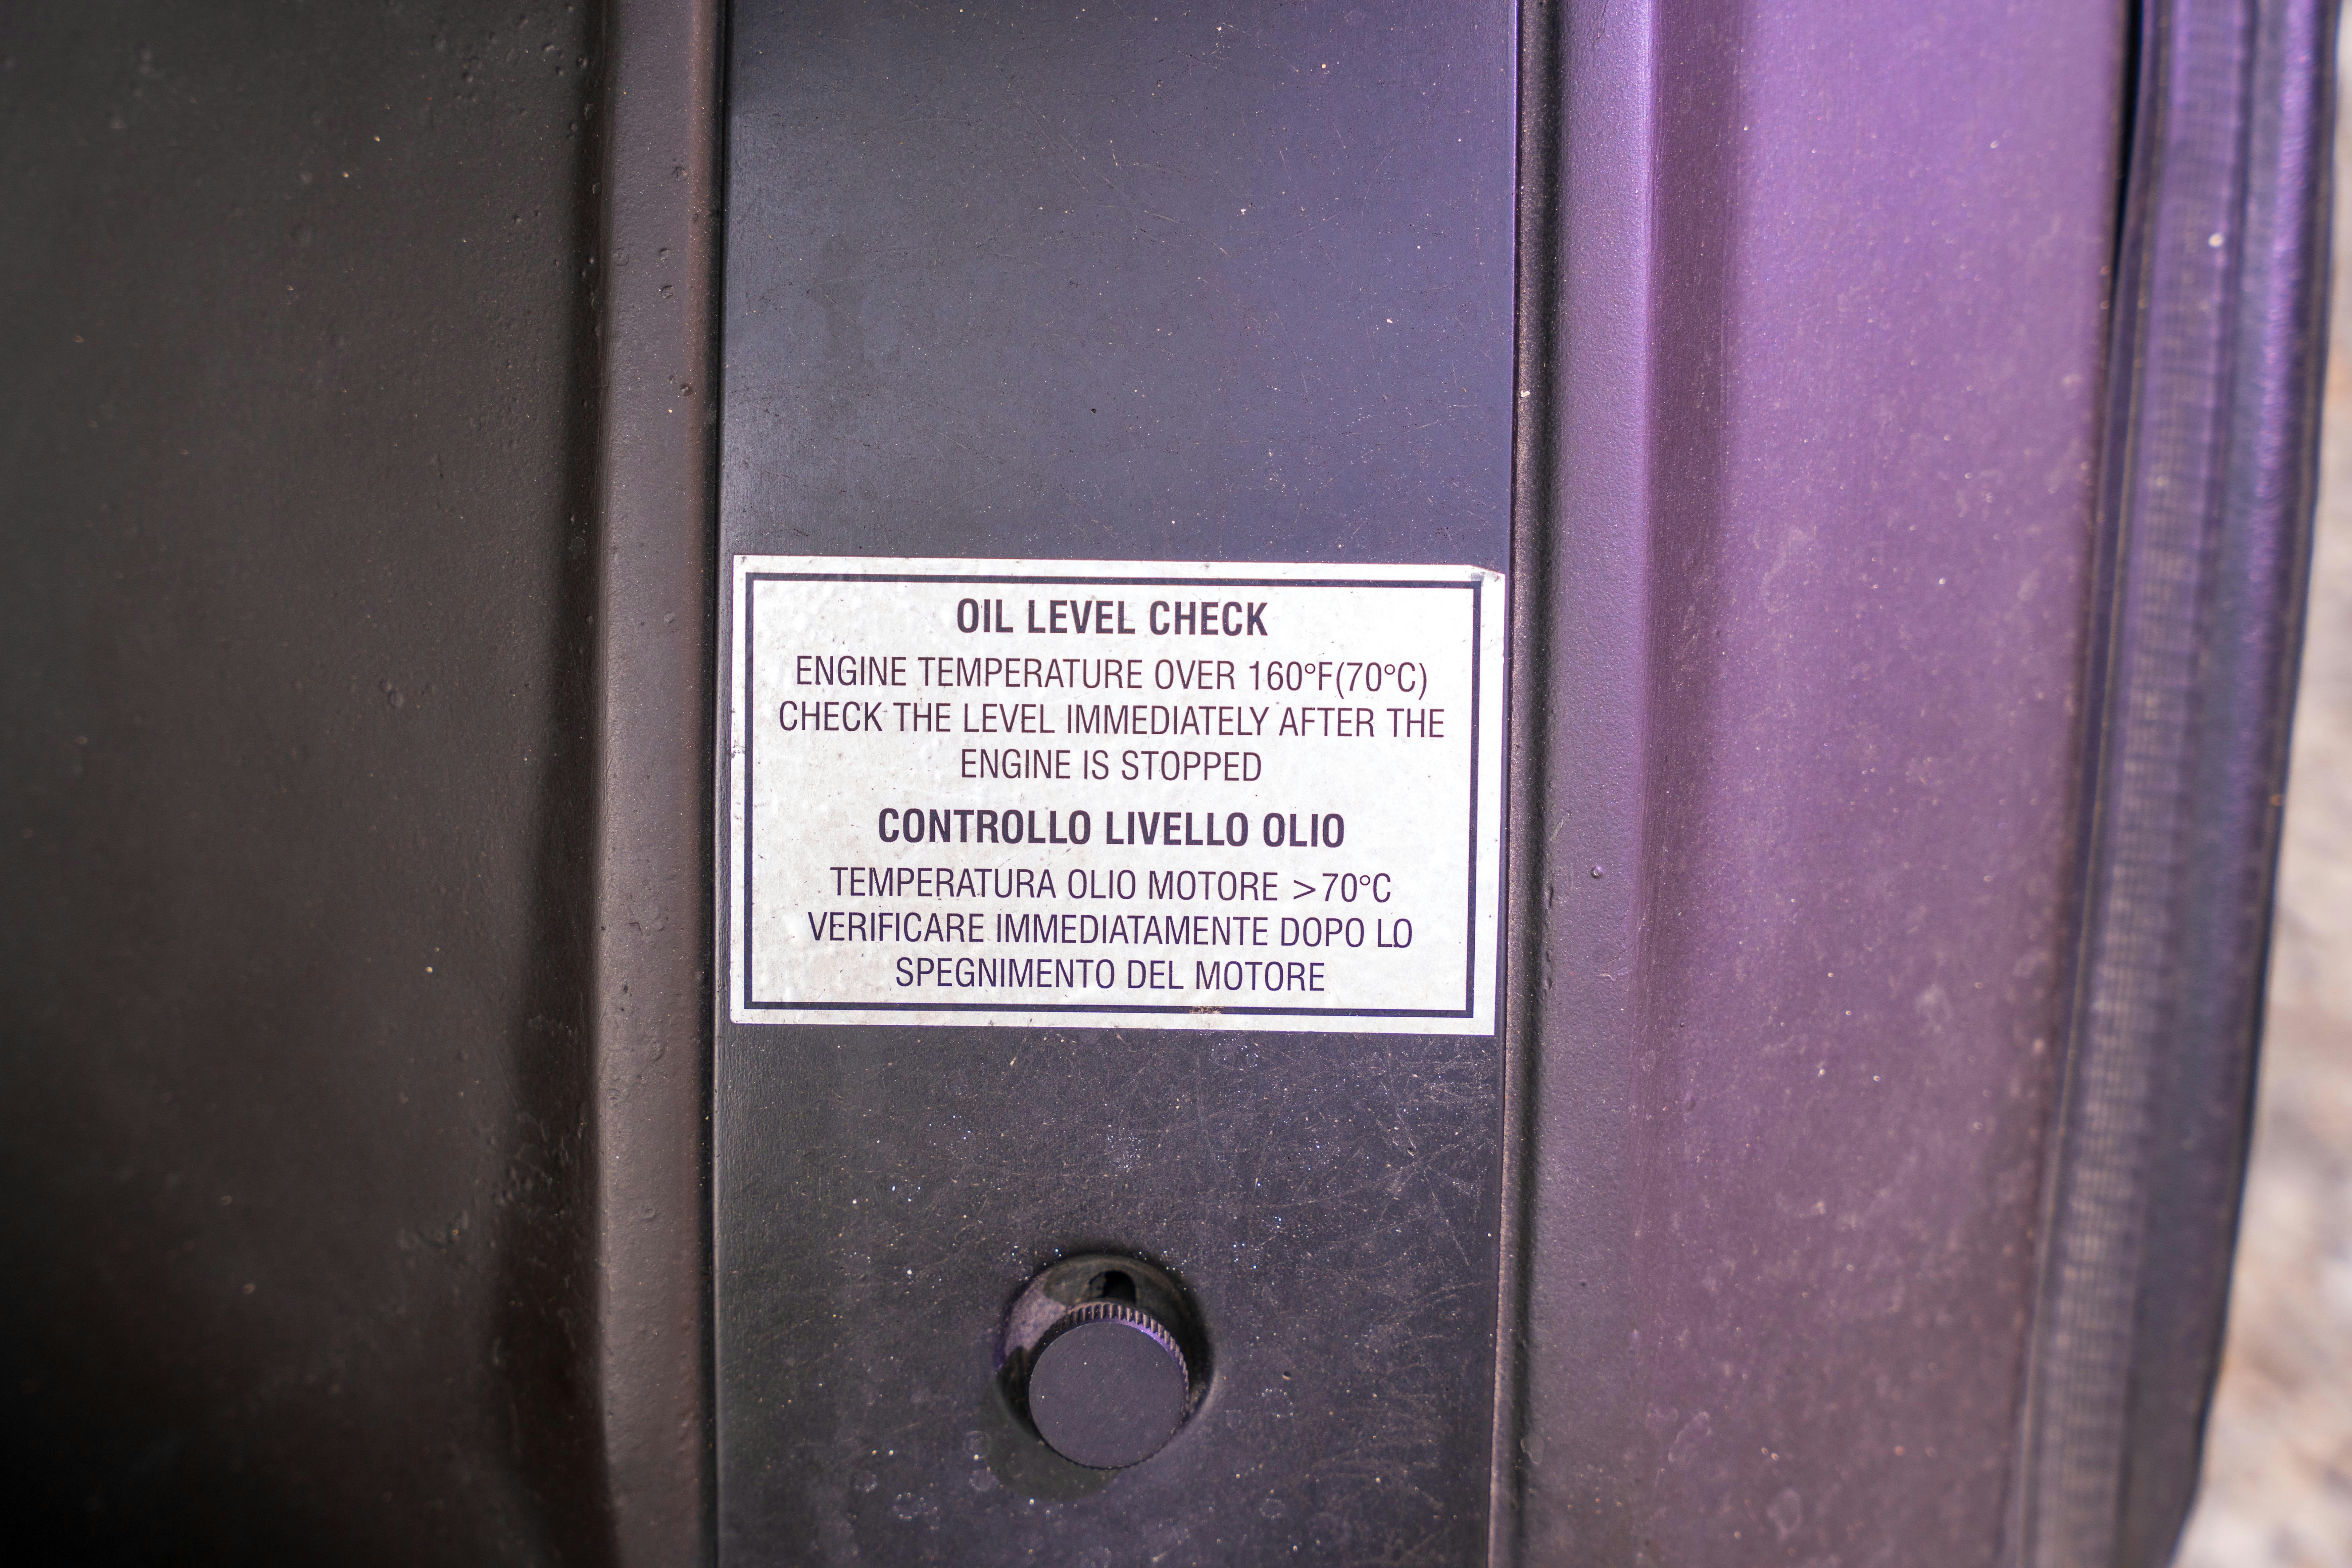 OIL LEVEL CHECK
ENGINE TEMPERATURE OVER 160°F(70°C)
CHECK THE LEVEL IMMEDIATELY AFTER THE
ENGINE IS STOPPED
CONTROLLO LIVELLO OLIO
TEMPERATURA OLIO MOTORE >70°C
VERIFICARE IMMEDIATAMENTE DOPO LO
SPEGNIMENTO DEL MOTORE